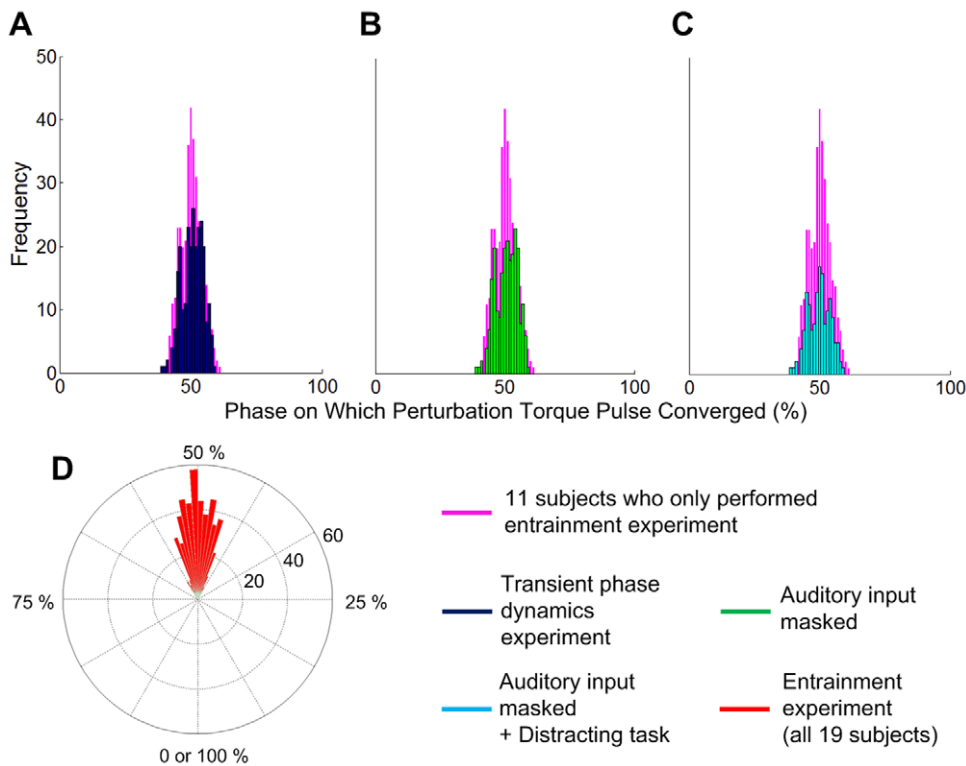 A
B
C
50
40
30
20
10
0
Frequency
0
50
100
0
50
100
0
50
100
Phase on Which Perturbation Torque Pulse Converged (%)
D
50 %
60
40
20
75 %
25 %
0 or 100 %
11 subjects who only performed
entrainment experiment
Transient phase
dynamics
experiment
Auditory input
masked
Auditory input
masked
+ Distracting task
Entrainment
experiment
(all 19 subjects)